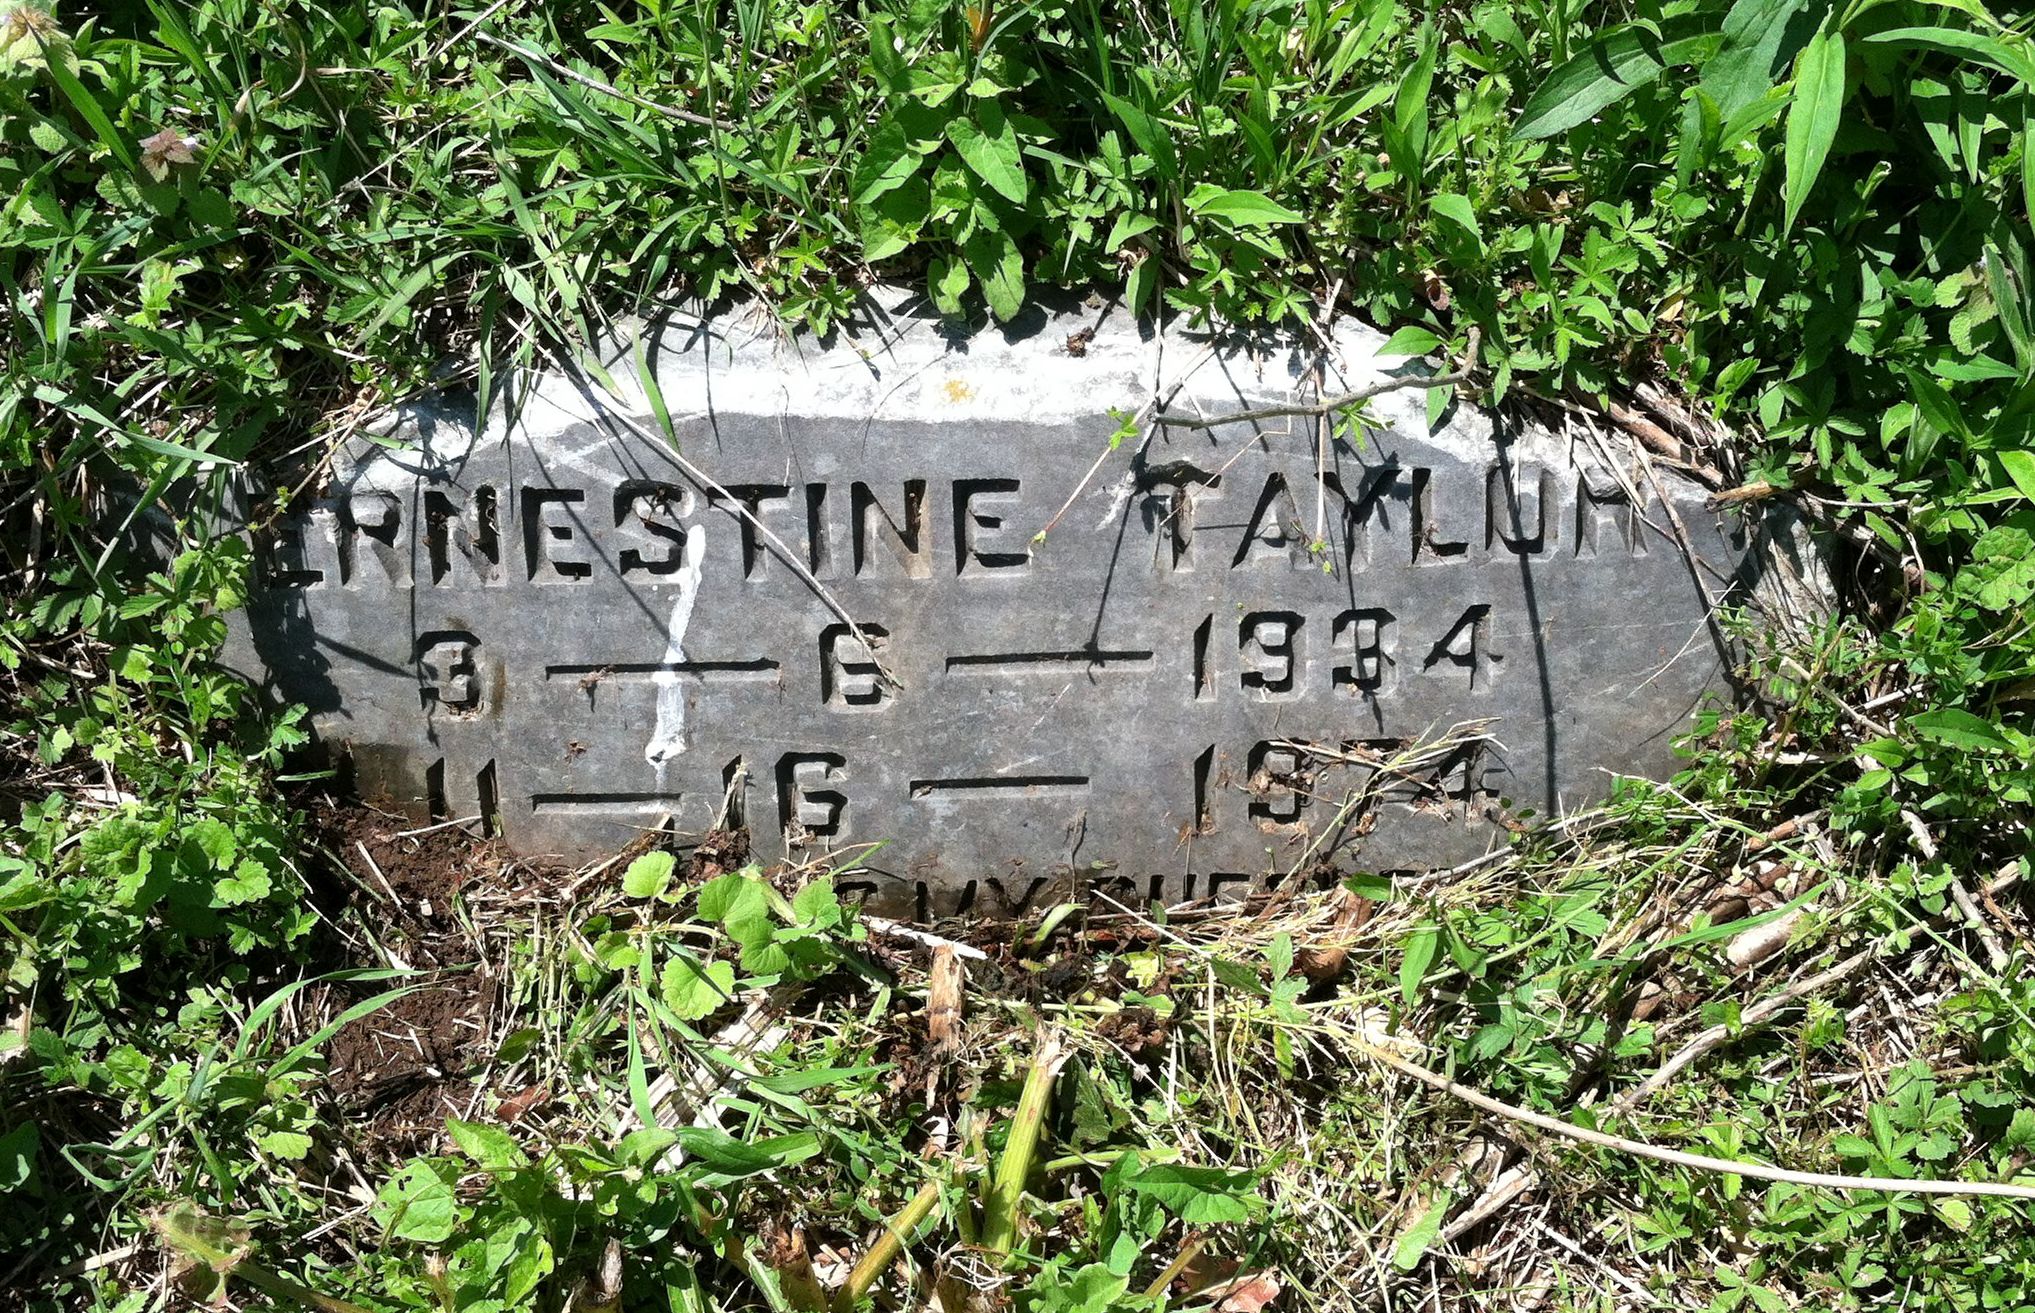 ERNESTINE TAYLOR
3 — 6 — 1934
11 — 16 — 1974